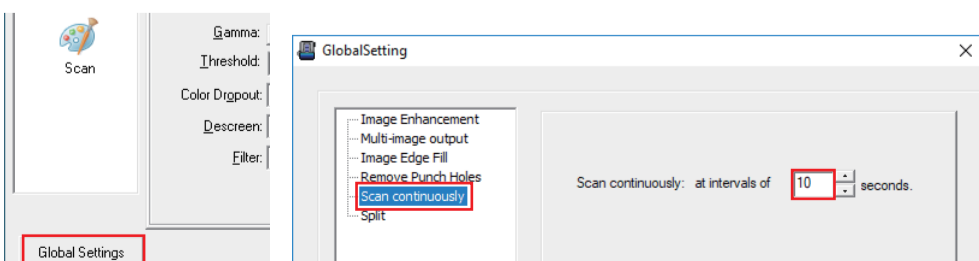 Scan
Gamma:
Threshold:
Color Dropout:
Descreen:
Filter:
Global Settings
GlobalSetting
Image Enhancement
Multi-image output
Image Edge Fill
Remove Punch Holes
Scan continuously
Split
Scan continuously: at intervals of 10 seconds.